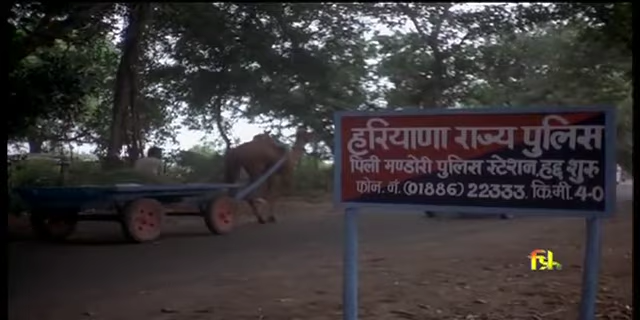 हरियाणा राज्य पुलिस
पिली मण्डोरी पुलिस स्टेशन, हद्द शुरु
फोन. नं. (01886) 22333. कि.मी. 4-0